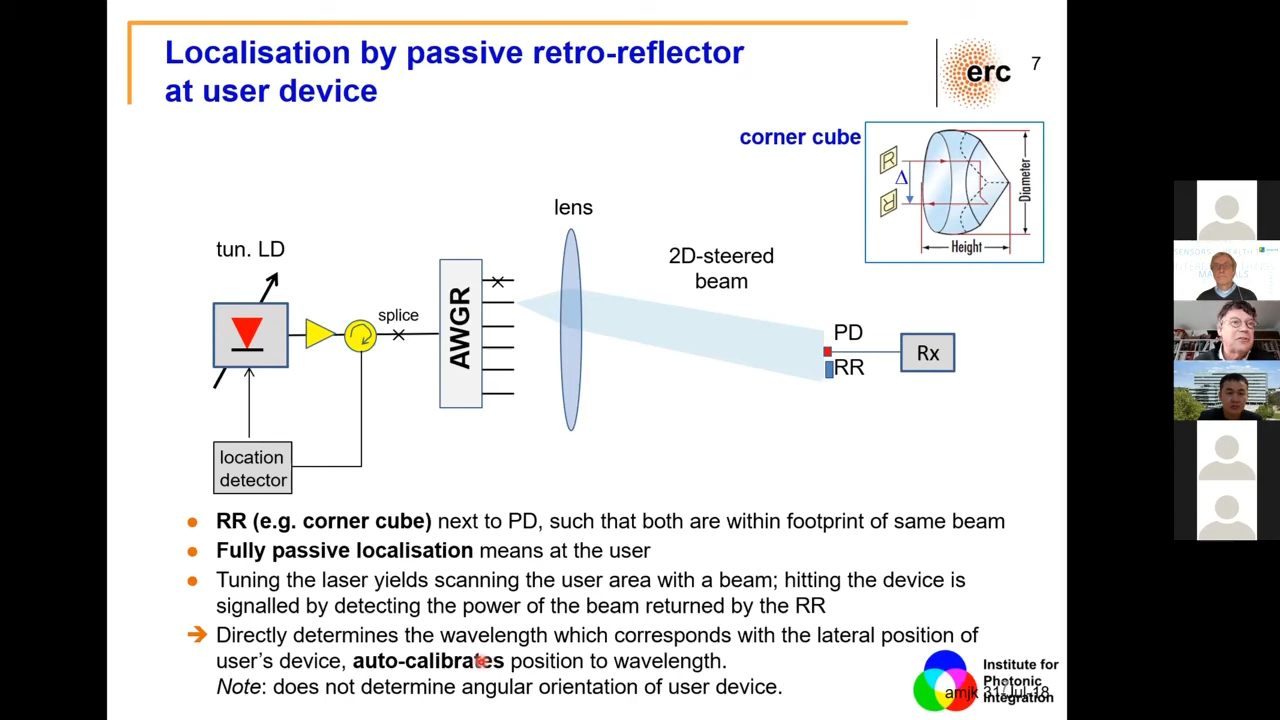 Localisation by passive retro-reflector
at user device
erc
7
corner cube
R
R
Δ
Diameter
Height
lens
tun. LD
2D-steered
beam
splice
AWGR
PD
RR
Rx
location
detector
RR (e.g. corner cube) next to PD, such that both are within footprint of same beam
Fully passive localisation means at the user
Tuning the laser yields scanning the user area with a beam; hitting the device is
signalled by detecting the power of the beam returned by the RR
Directly determines the wavelength which corresponds with the lateral position of
user's device, auto-calibrates position to wavelength.
Note: does not determine angular orientation of user device.
Institute for
Photonic
Integration
amjk 31-Jul-18